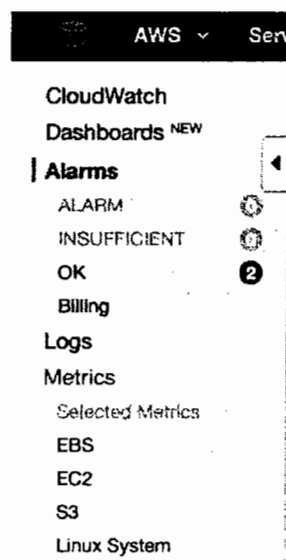 AWS Serv
CloudWatch
Dashboards NEW
Alarms
ALARM
INSUFFICIENT
OK 2
Billing
Logs
Metrics
Selected Metrics
EBS
EC2
S3
Linux System